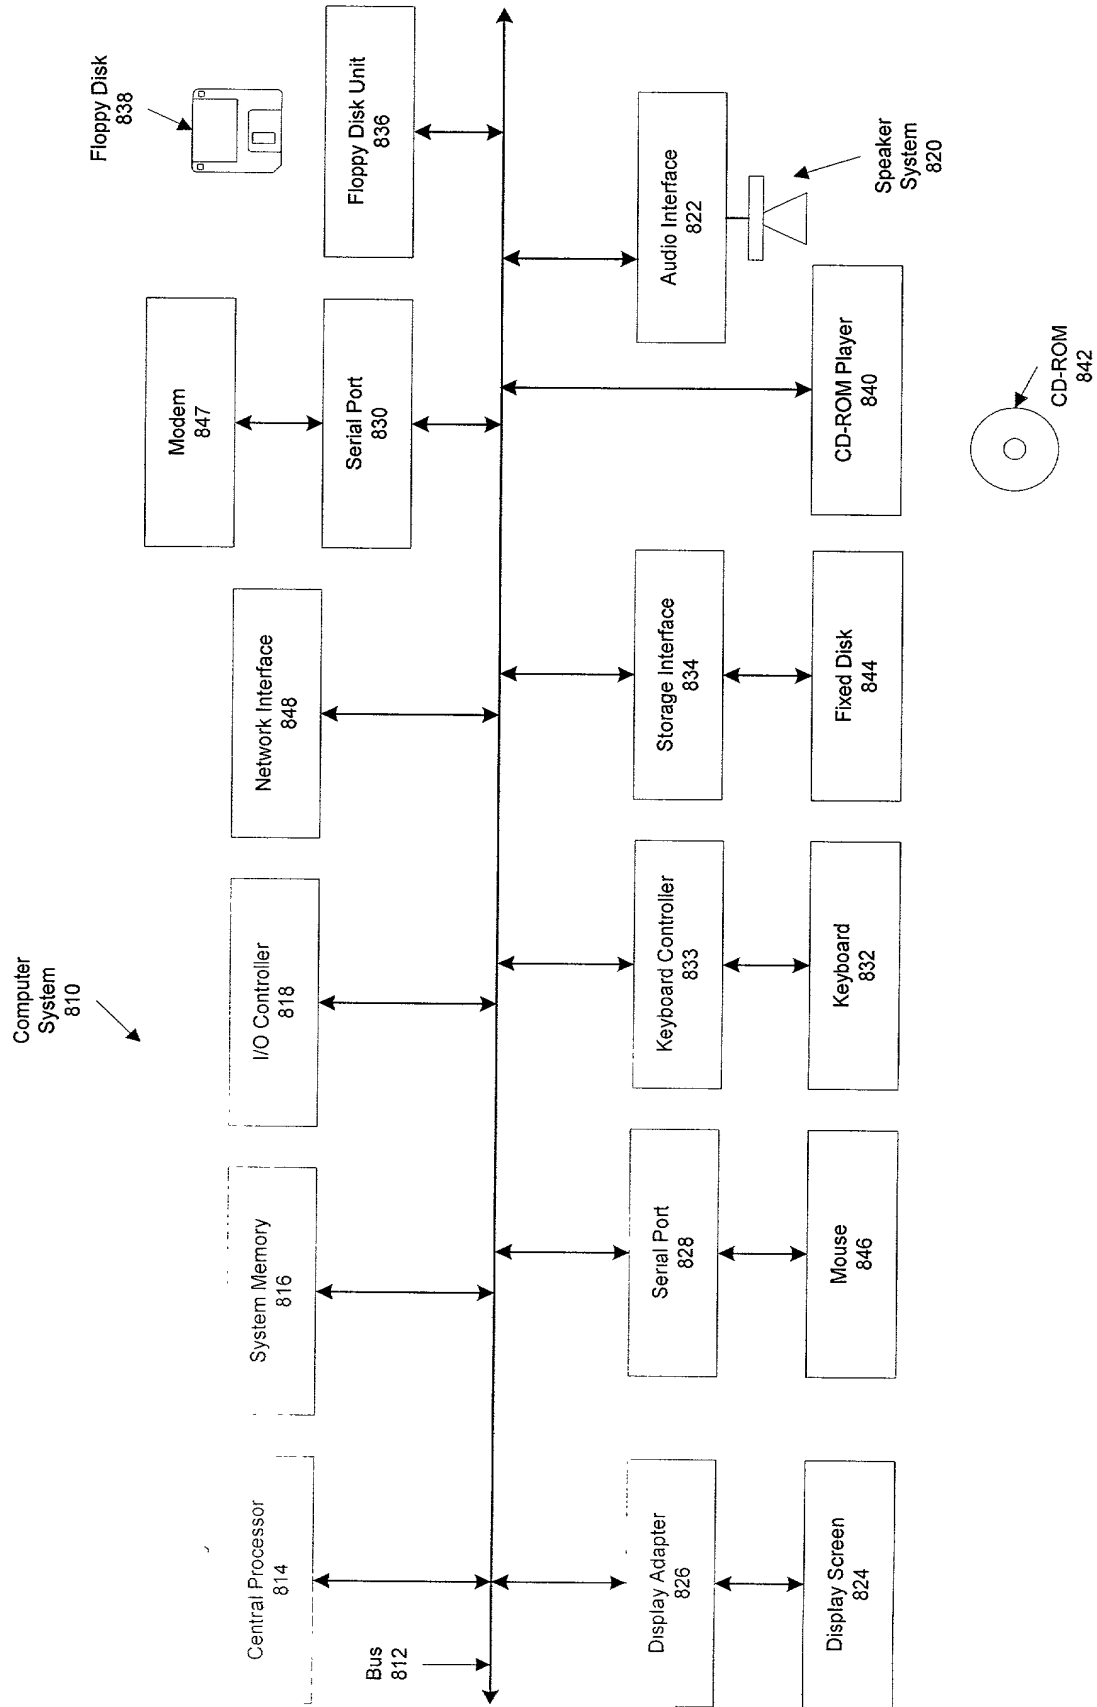 Computer
System
810
Central Processor
814
System Memory
816
I/O Controller
818
Network Interface
848
Modem
847
Serial Port
830
Floppy Disk
838
Floppy Disk Unit
836
Bus
812
Display Adapter
826
Display Screen
824
Serial Port
828
Mouse
846
Keyboard Controller
833
Keyboard
832
Storage Interface
834
Fixed Disk
844
CD-ROM Player
840
CD-ROM
842
Audio Interface
822
Speaker
System
820